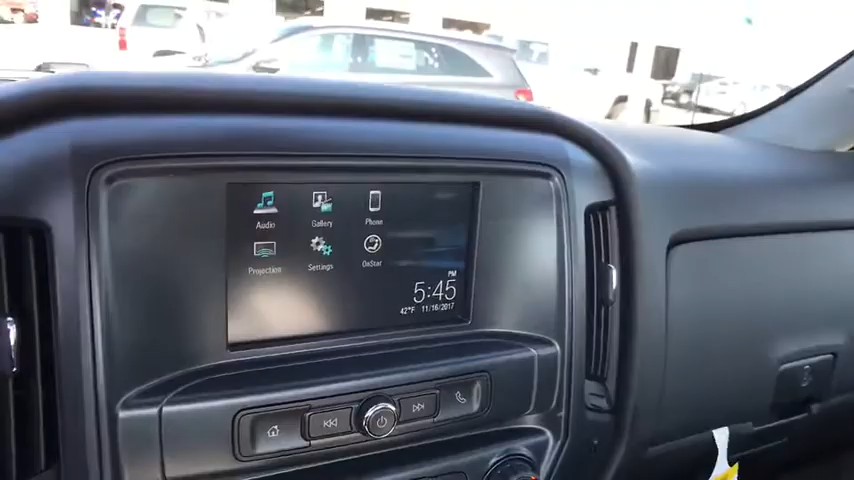 Audio
Gallery
Phone
Projection
Settings
OnStar
PM
5:45
42°F
11/16/2017